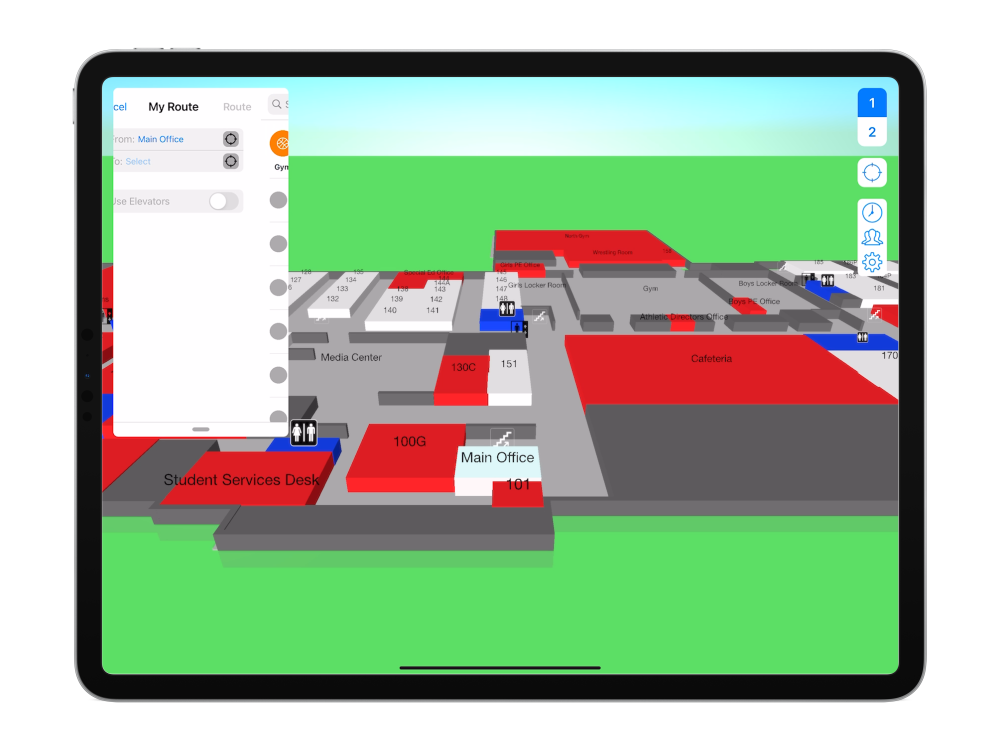 cel My Route Route S
rom: Main Office
o: Select
Gym
se Elevators
1
2
Wrestling Room
Girls PE Office
128
127
6
135
134
133
132
Special Ed Office
144A
138
143
139
142
140
141
145
146
147
148
Girls Locker Room
Gym
Boys Locker Room
185
183
181
Boys PE Office
Athletic Directors Office
Media Center
130C
151
Cafeteria
170
100G
Main Office
Student Services Desk
101